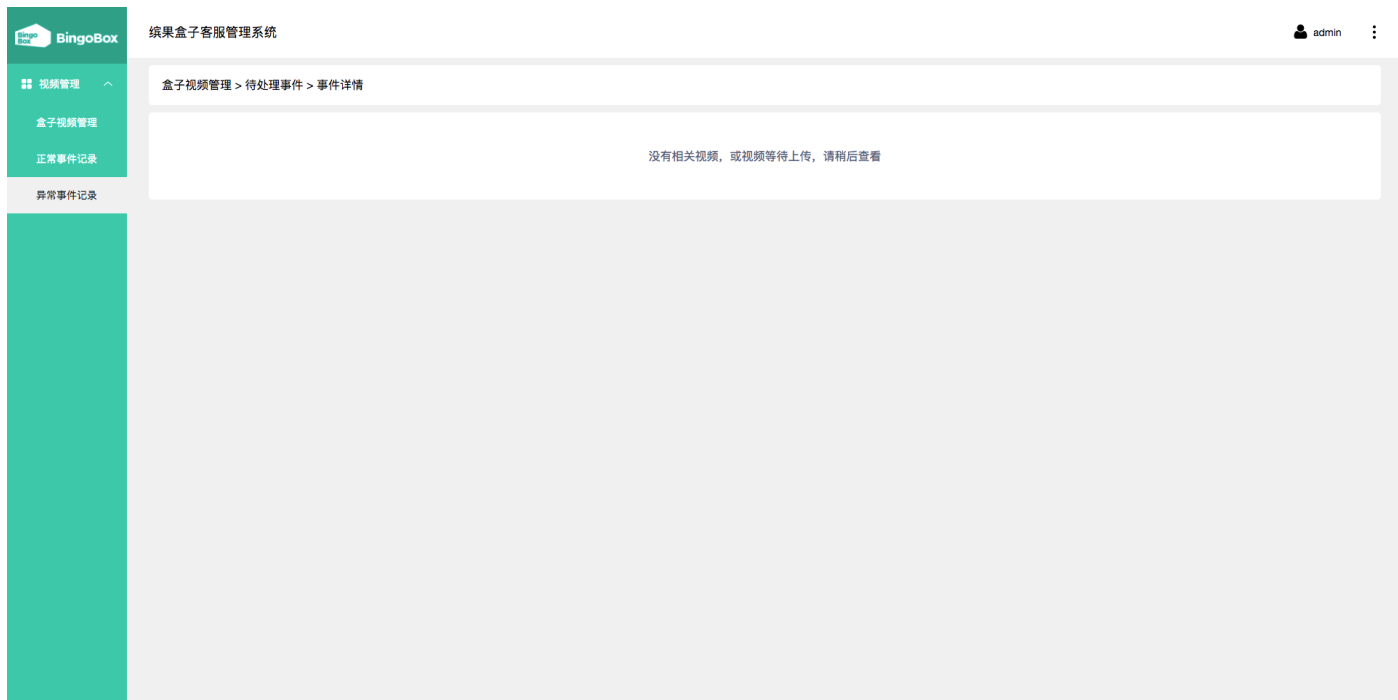 Bingo
Box
BingoBox
缤果盒子客服管理系统
admin
视频管理
盒子视频管理
正常事件记录
异常事件记录
盒子视频管理 > 待处理事件 > 事件详情
没有相关视频，或视频等待上传，请稍后查看